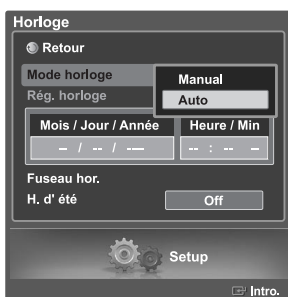 Horloge
Retour
Mode horloge
Manual
Auto
Rég. horloge
Mois / Jour / Année
Heure / Min
– / -- / -–
-- : -- –
Fuseau hor.
H. d' été
Off
Setup
Intro.